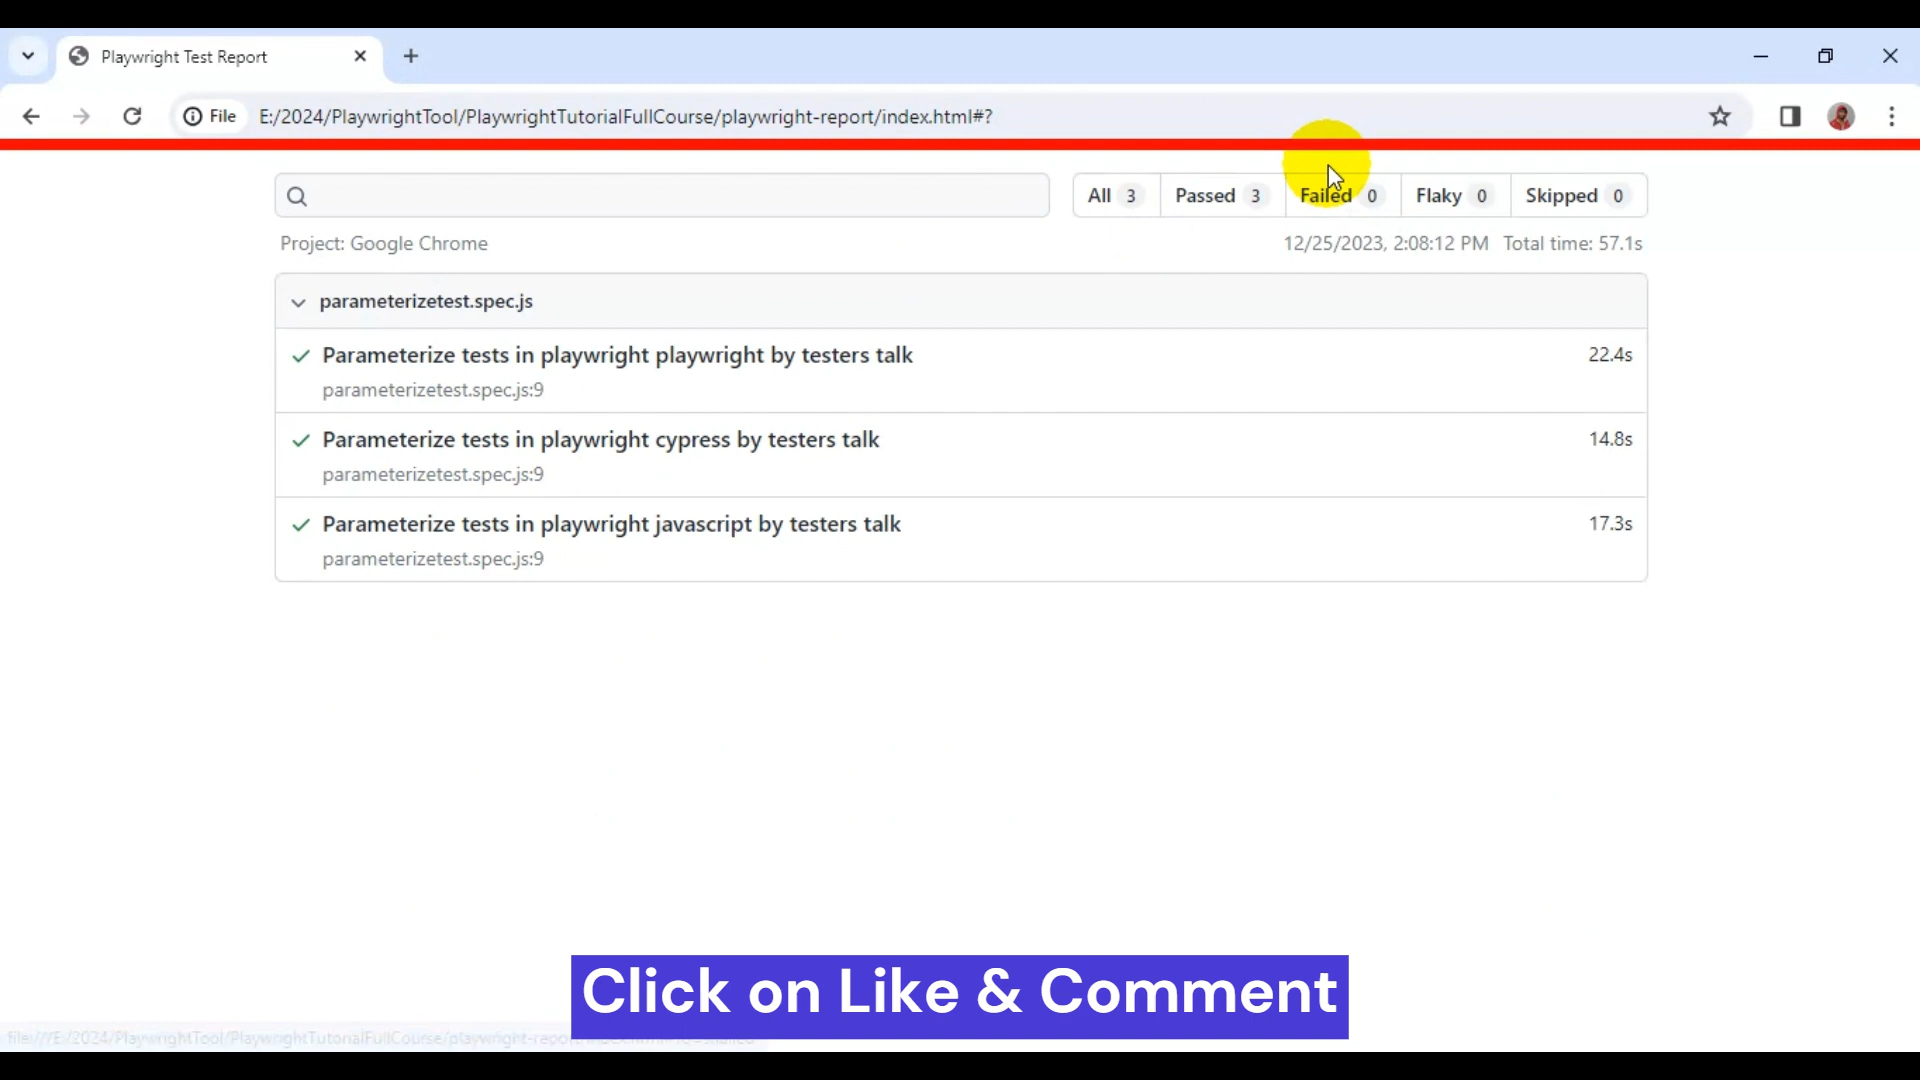 Playwright Test Report
File E:/2024/PlaywrightTool/PlaywrightTutorialFullCourse/playwright-report/index.html#?
All 3 Passed 3 Failed 0 Flaky 0 Skipped 0
Project: Google Chrome 12/25/2023, 2:08:12 PM Total time: 57.1s
parameterizetest.spec.js
Parameterize tests in playwright playwright by testers talk 22.4s
parameterizetest.spec.js:9
Parameterize tests in playwright cypress by testers talk 14.8s
parameterizetest.spec.js:9
Parameterize tests in playwright javascript by testers talk 17.3s
parameterizetest.spec.js:9
Click on Like & Comment